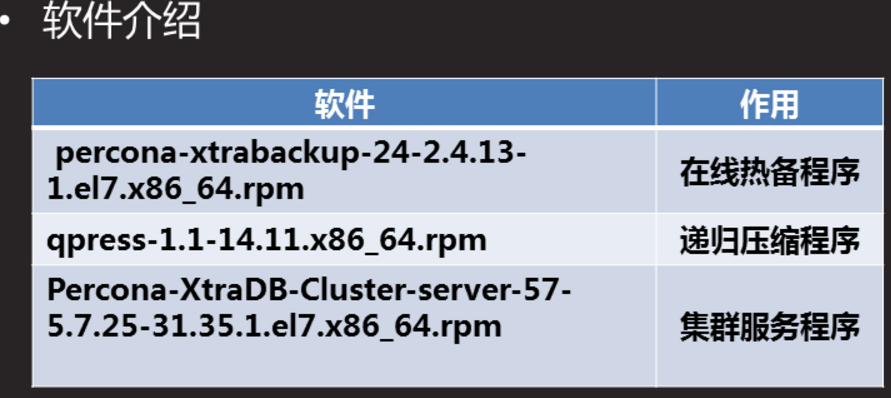 • 软件介绍
软件
作用
percona-xtrabackup-24-2.4.13-
1.el7.x86_64.rpm
在线热备程序
qpress-1.1-14.11.x86_64.rpm
递归压缩程序
Percona-XtraDB-Cluster-server-57-
5.7.25-31.35.1.el7.x86_64.rpm
集群服务程序